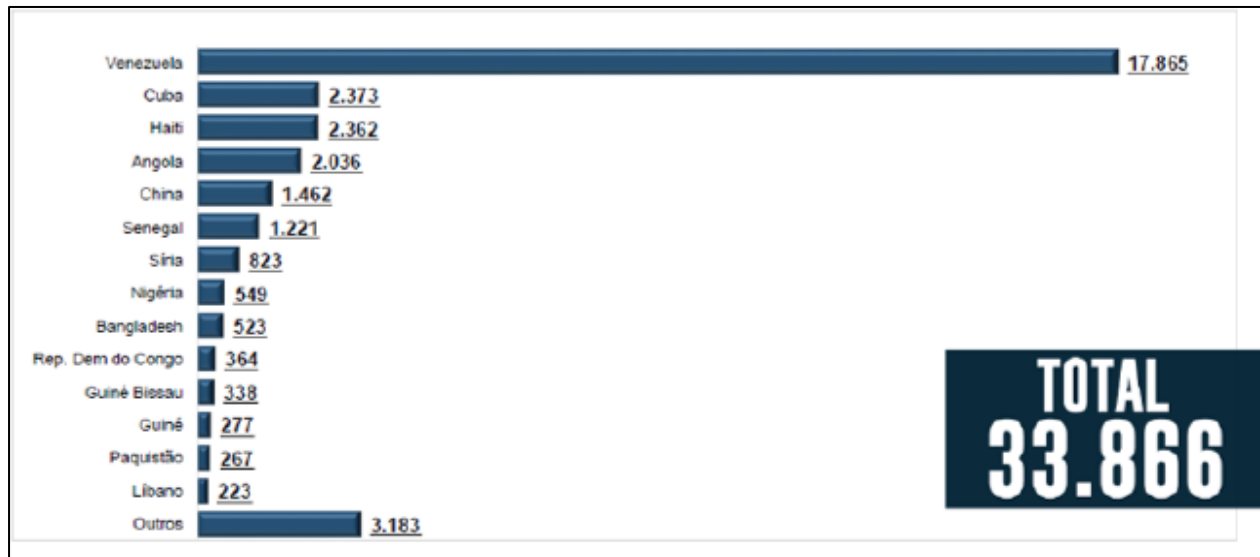 Venezuela 17.865
Cuba 2.373
Haiti 2.362
Angola 2.036
China 1.462
Senegal 1.221
Síria 823
Nigéria 549
Bangladesh 523
Rep. Dem do Congo 364
Guiné Bissau 338
Guiné 277
Paquistão 267
Líbano 223
Outros 3.183
TOTAL
33.866